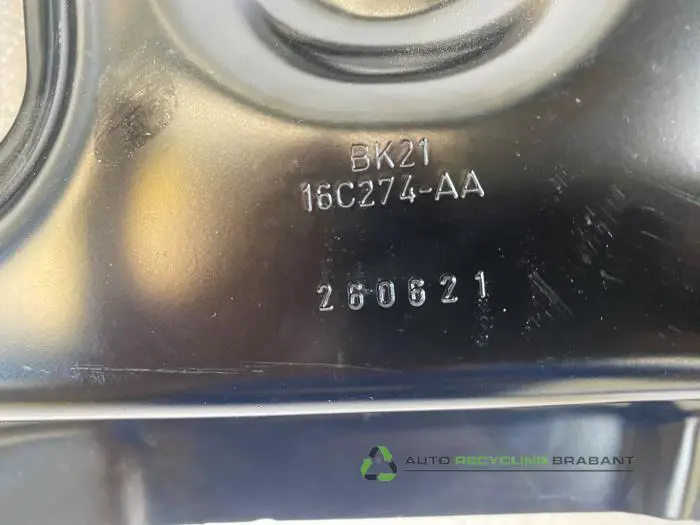 BK21
16C274-AA
260621
AUTO RECYCLING BRABANT